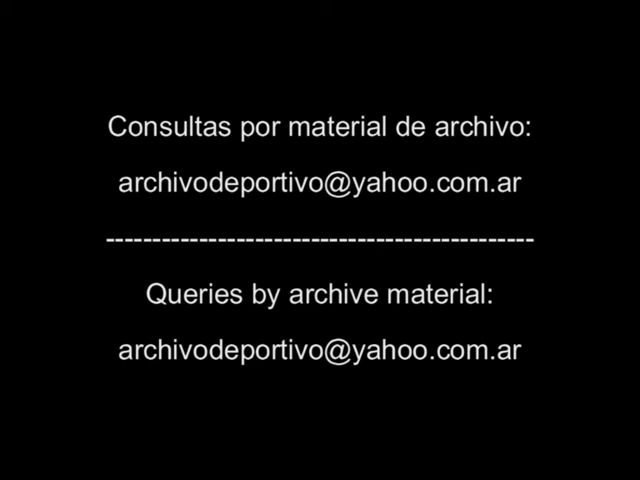 Consultas por material de archivo:
archivodeportivo@yahoo.com.ar
----------------------------------------------
Queries by archive material:
archivodeportivo@yahoo.com.ar